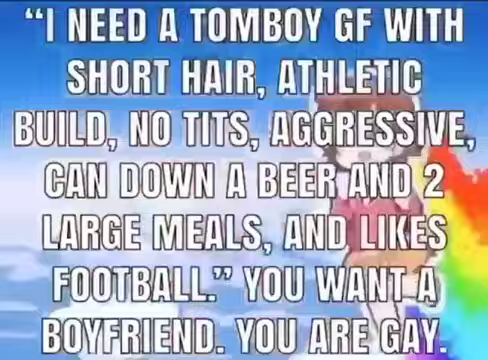 “I NEED A TOMBOY GF WITH
SHORT HAIR, ATHLETIC
BUILD, NO TITS, AGGRESSIVE,
CAN DOWN A BEER AND 2
LARGE MEALS, AND LIKES
FOOTBALL.” YOU WANT A
BOYFRIEND. YOU ARE GAY.